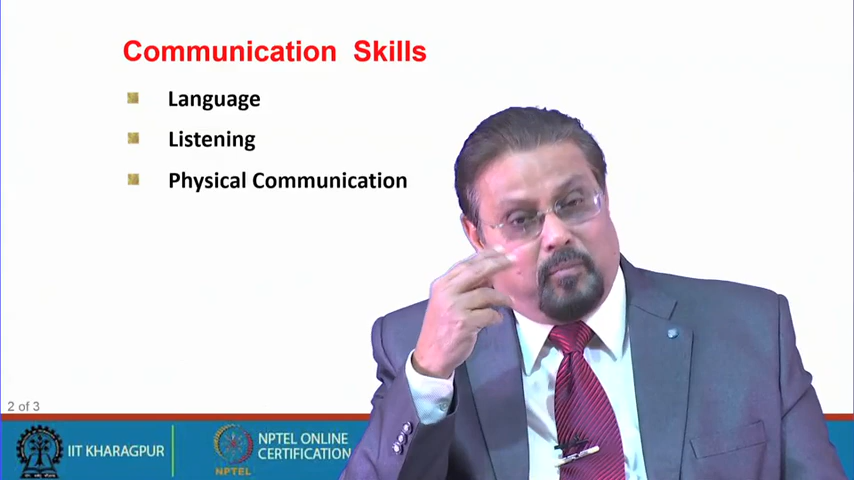 Communication Skills
Language
Listening
Physical Communication
2 of 3
IIT KHARAGPUR
NPTEL ONLINE
CERTIFICATION
NPTEL